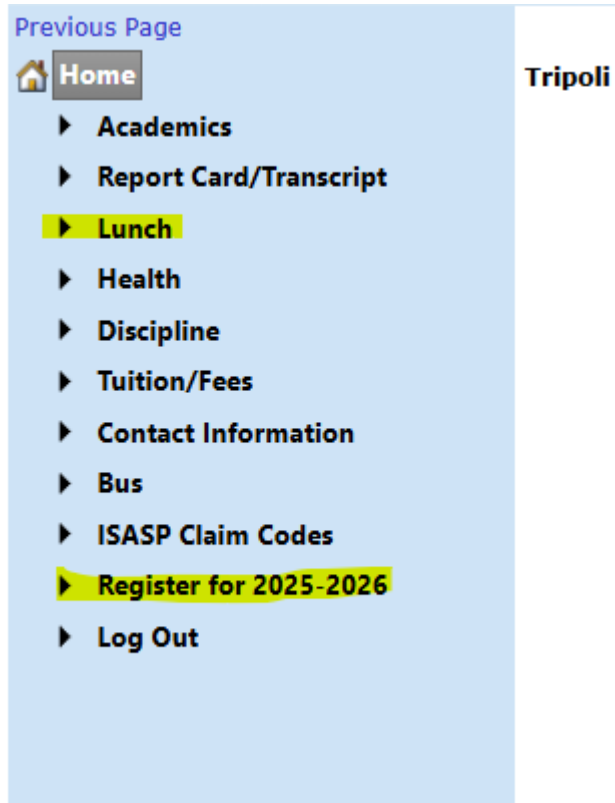 Previous Page
Home
Tripoli
Academics
Report Card/Transcript
Lunch
Health
Discipline
Tuition/Fees
Contact Information
Bus
ISASP Claim Codes
Register for 2025-2026
Log Out